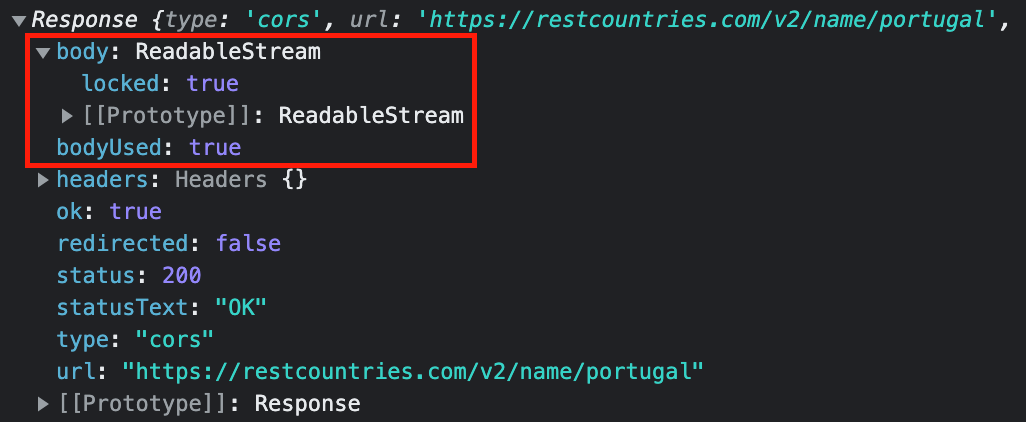 ▼Response {type: 'cors', url: 'https://restcountries.com/v2/name/portugal',
▼body: ReadableStream
locked: true
▶[[Prototype]]: ReadableStream
bodyUsed: true
▶headers: Headers {}
ok: true
redirected: false
status: 200
statusText: "OK"
type: "cors"
url: "https://restcountries.com/v2/name/portugal"
▶[[Prototype]]: Response